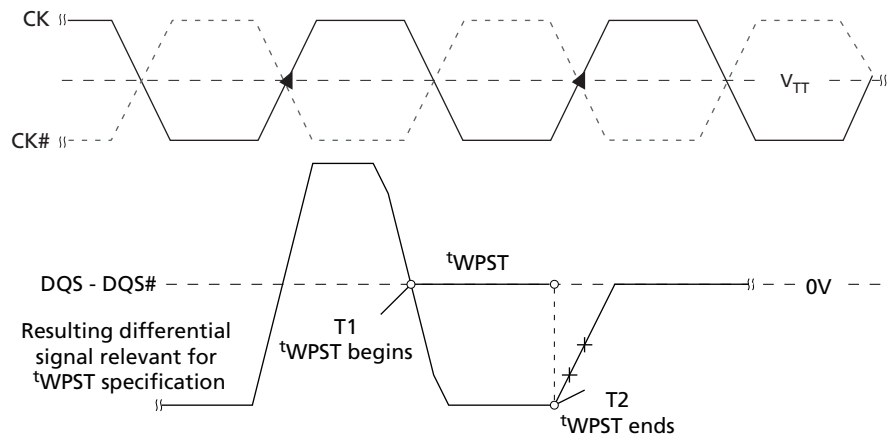 CK
V_TT
CK#
tWPST
DQS - DQS#
0V
Resulting differential
signal relevant for
tWPST specification
T1
tWPST begins
T2
tWPST ends